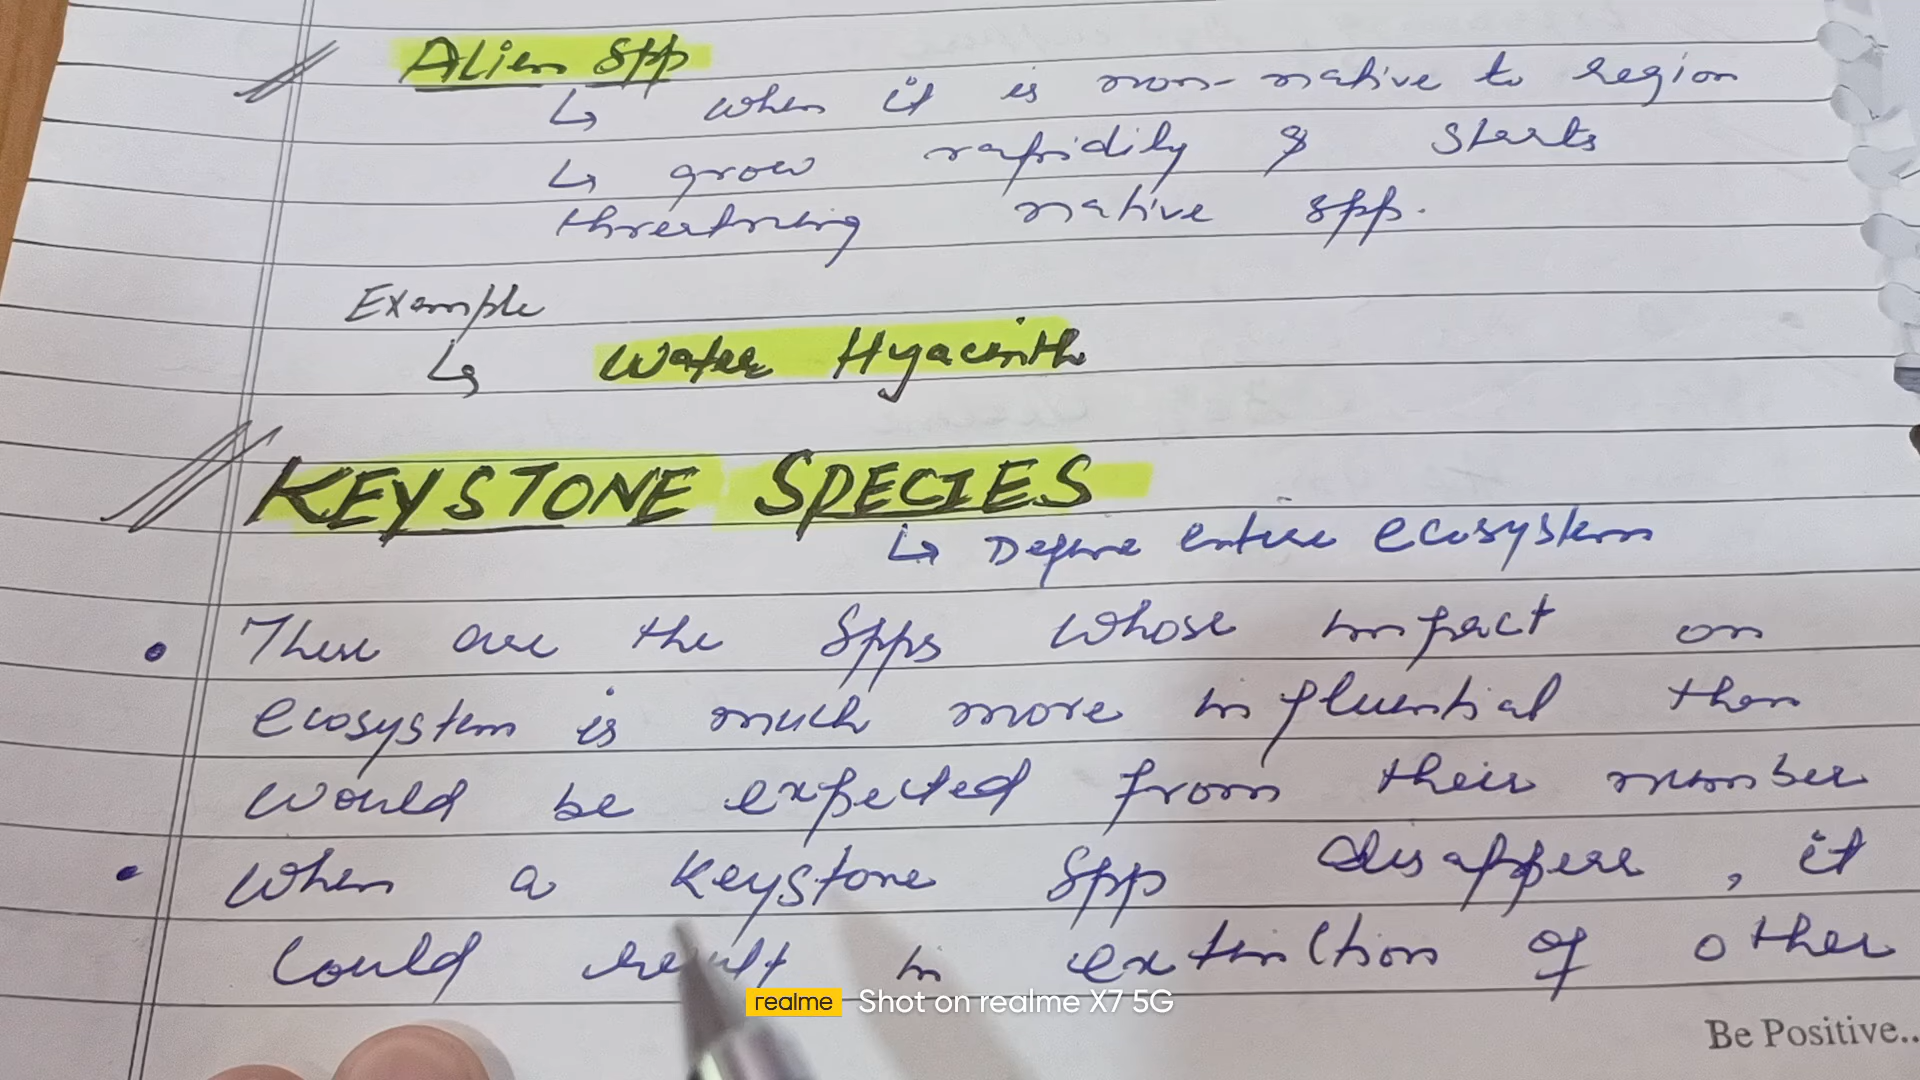 Alien Spp
↳ when it is non-native to region
↳ grow rapidily & starts
threatning native spp.
Example
↳ Water Hyacinth
KEYSTONE SPECIES
↳ Define entire ecosystem
• These are the Spps whose impact on
ecosystem is much more influential than
would be expected from their number
• When a Keystone Spp disappear, it
could result in extinction of other
realme Shot on realme X7 5G
Be Positive..